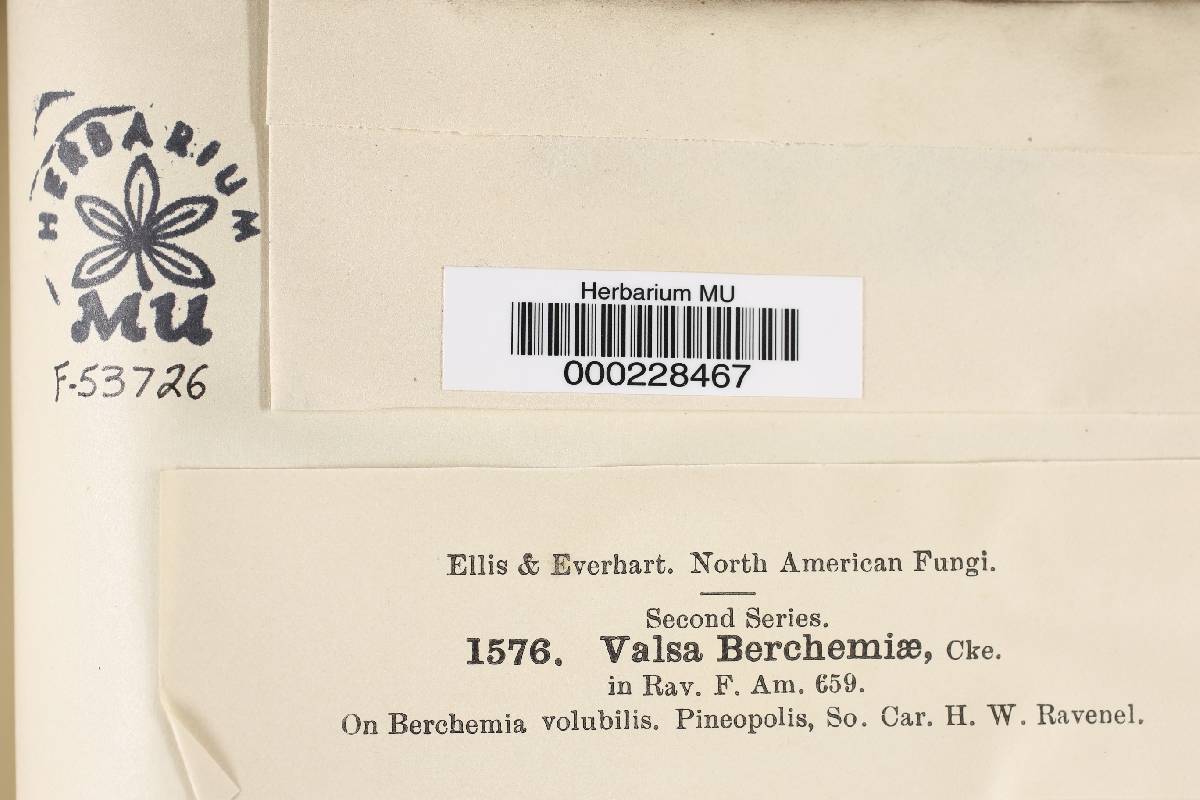 HERBARIUM
MU
F-53726
Herbarium MU
000228467
Ellis & Everhart. North American Fungi.
Second Series.
1576. Valsa Berchemiæ, Cke.
in Rav. F. Am. 659.
On Berchemia volubilis. Pineopolis, So. Car. H. W. Ravenel.